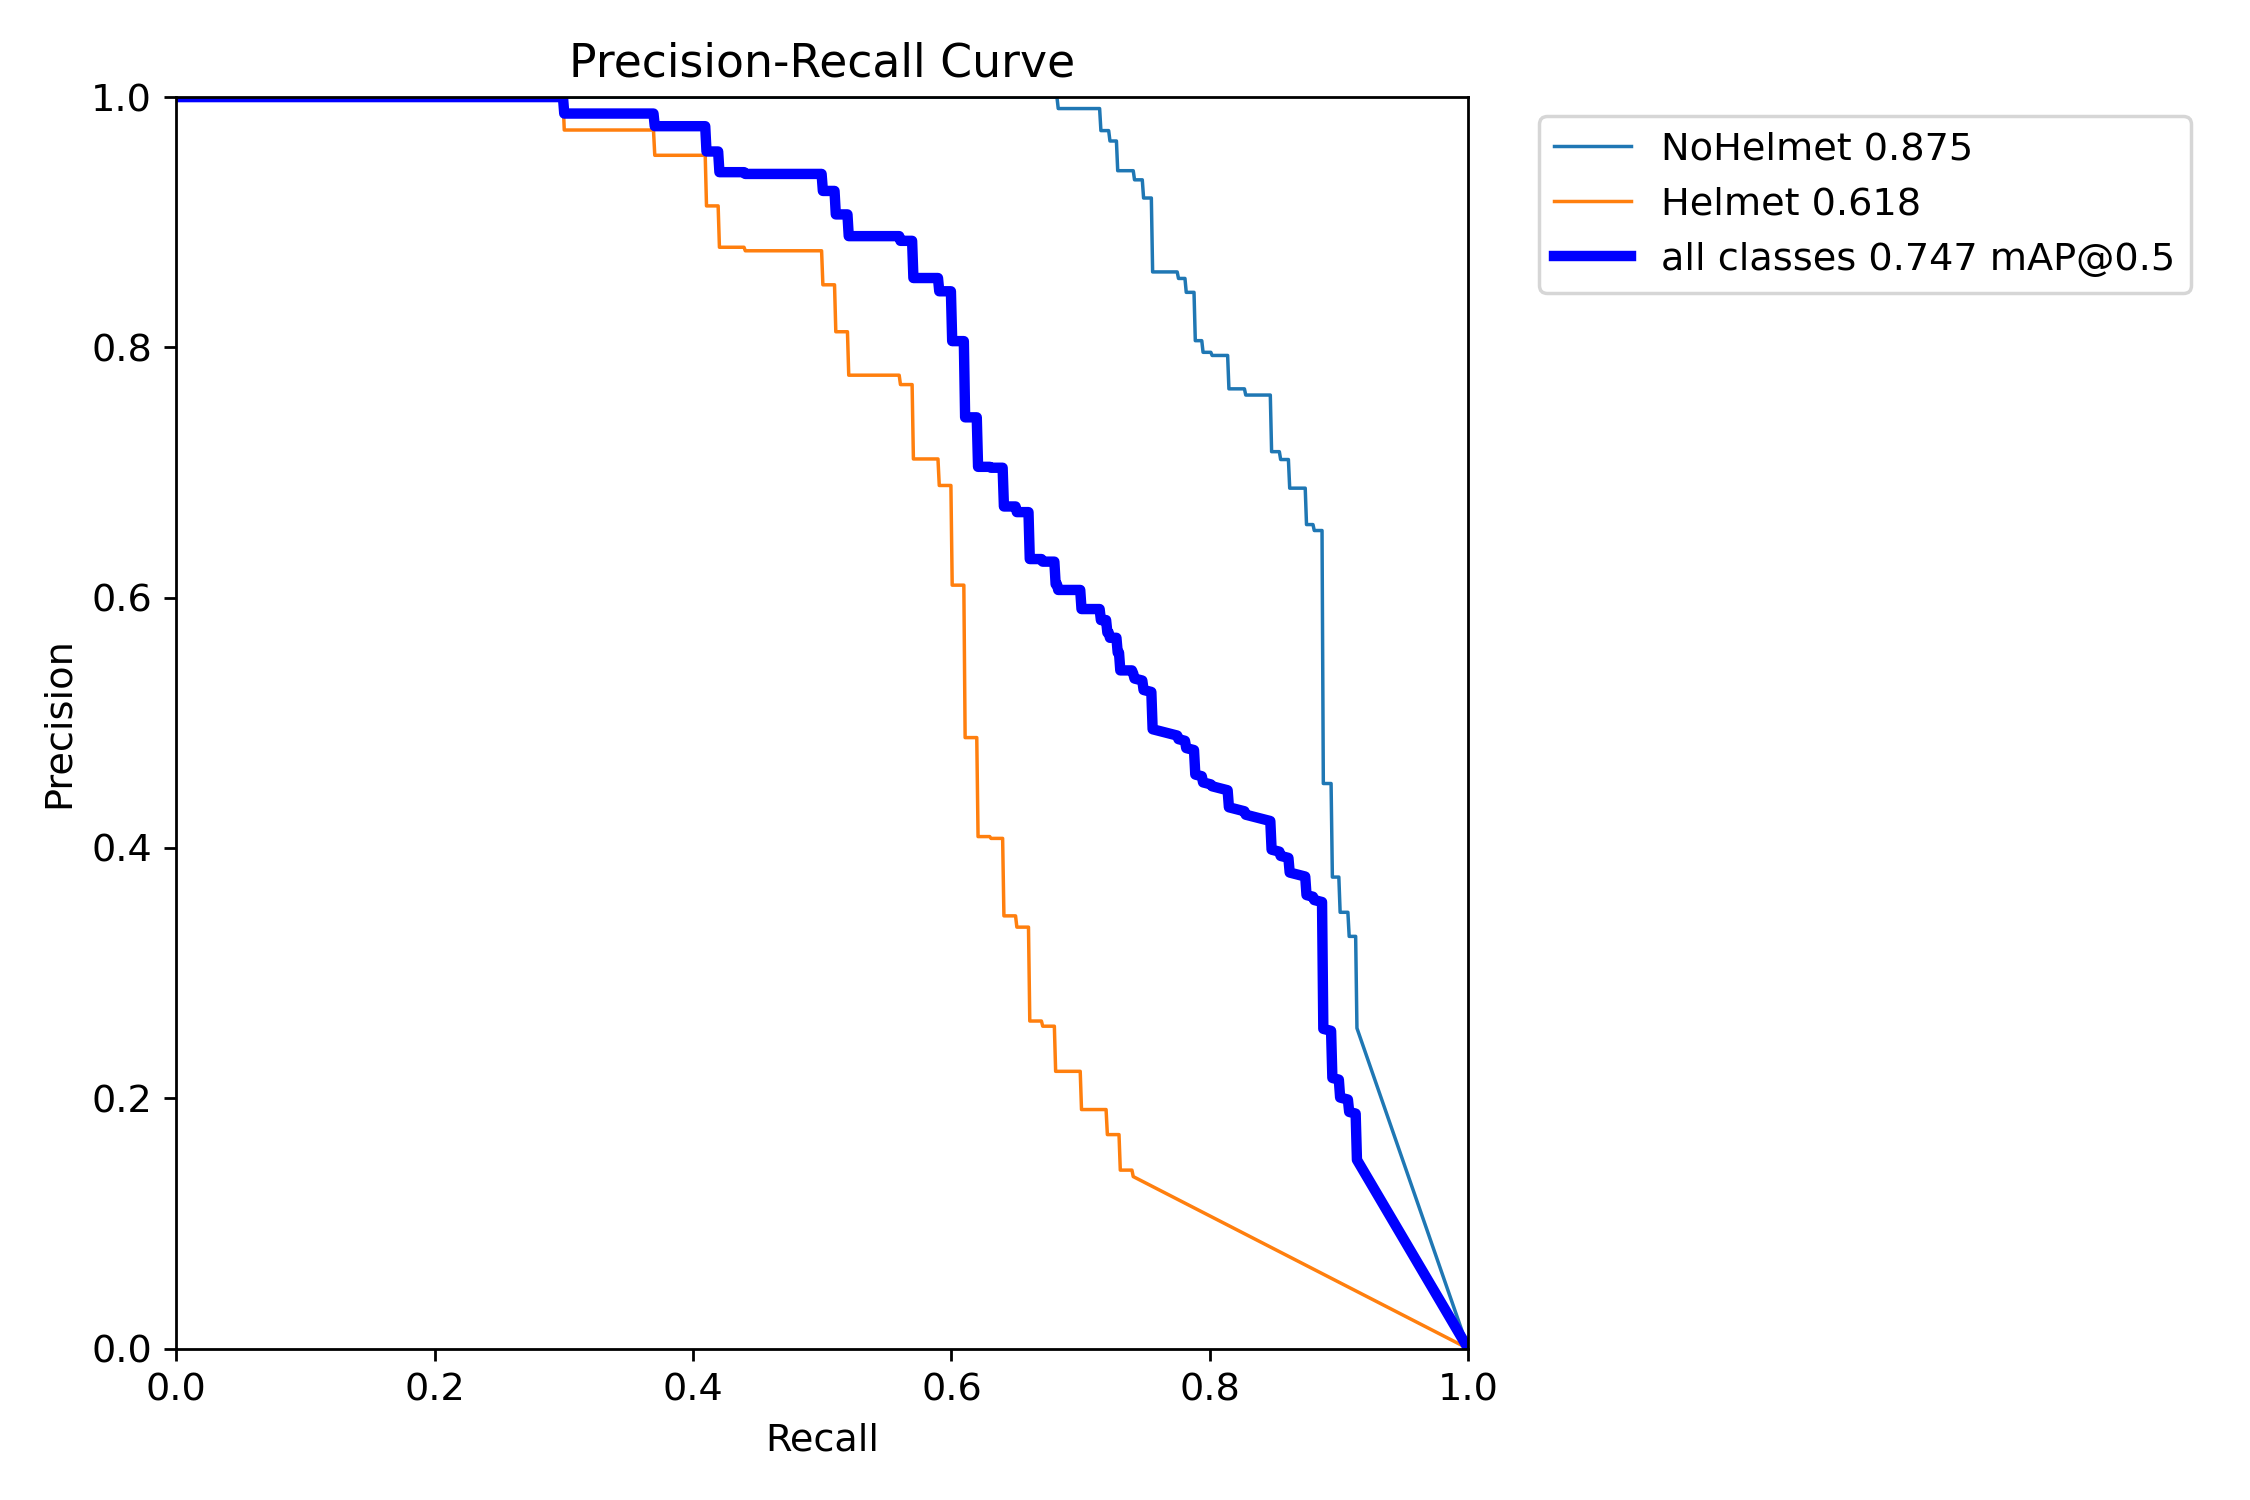 Precision-Recall Curve
1.0
0.8
0.6
0.4
0.2
0.0
Precision
0.0 0.2 0.4 0.6 0.8 1.0
Recall
NoHelmet 0.875
Helmet 0.618
all classes 0.747 mAP@0.5